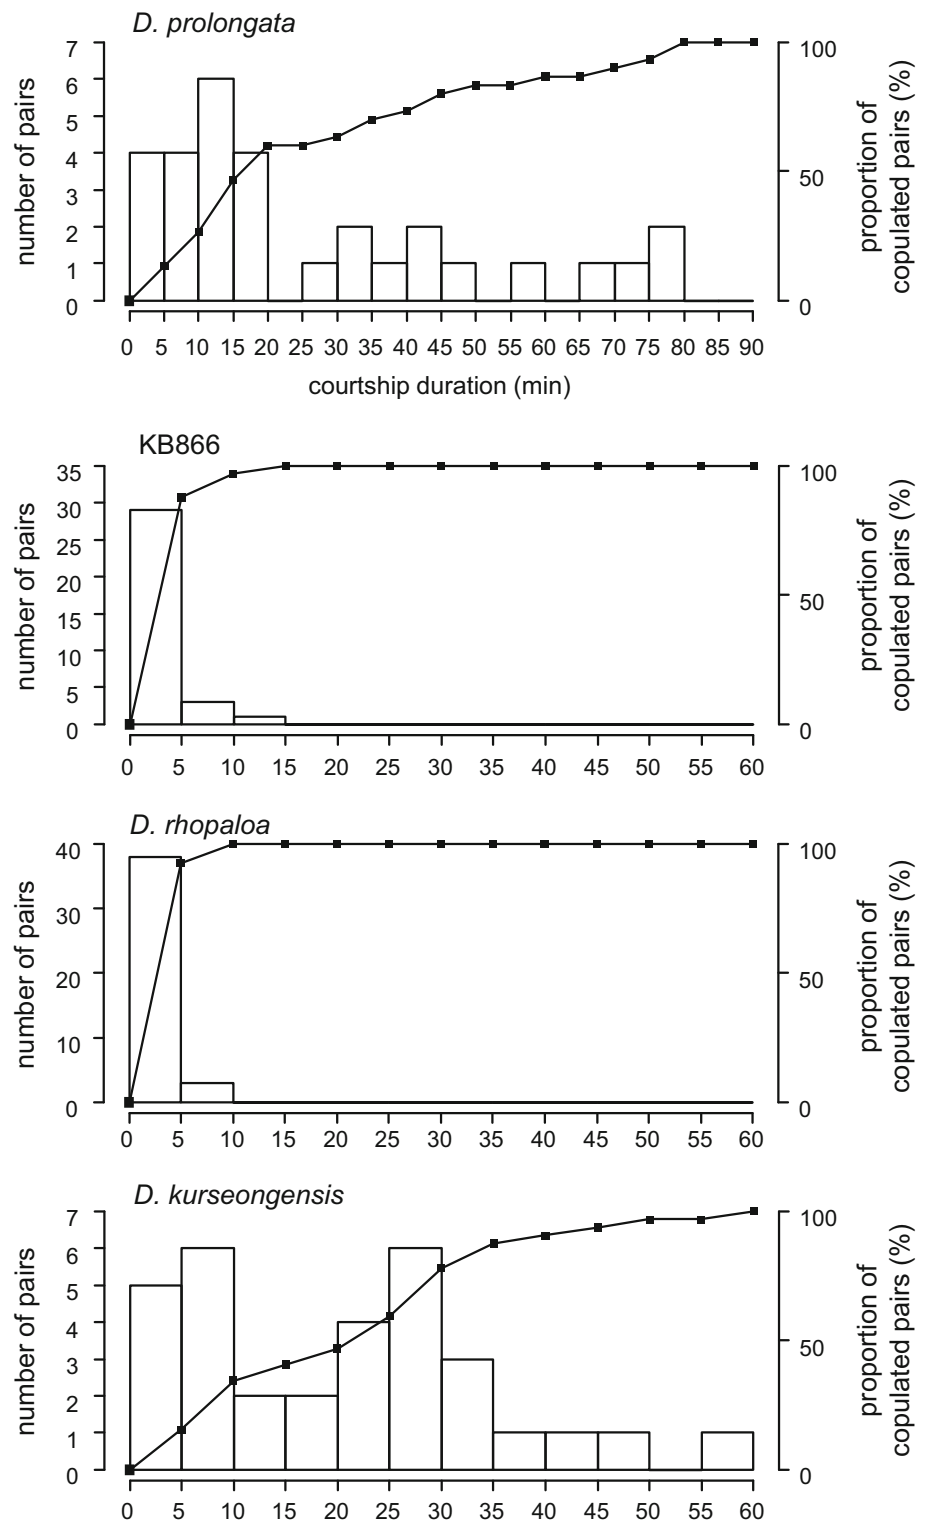 D. prolongata
7
6
5
4
3
2
1
0
number of pairs
100
50
0
proportion of
copulated pairs (%)
0 5 10 15 20 25 30 35 40 45 50 55 60 65 70 75 80 85 90
courtship duration (min)
KB866
35
30
25
20
15
10
5
0
number of pairs
100
50
0
proportion of
copulated pairs (%)
0 5 10 15 20 25 30 35 40 45 50 55 60
D. rhopaloa
40
30
20
10
0
number of pairs
100
50
0
proportion of
copulated pairs (%)
0 5 10 15 20 25 30 35 40 45 50 55 60
D. kurseongensis
7
6
5
4
3
2
1
0
number of pairs
100
50
0
proportion of
copulated pairs (%)
0 5 10 15 20 25 30 35 40 45 50 55 60